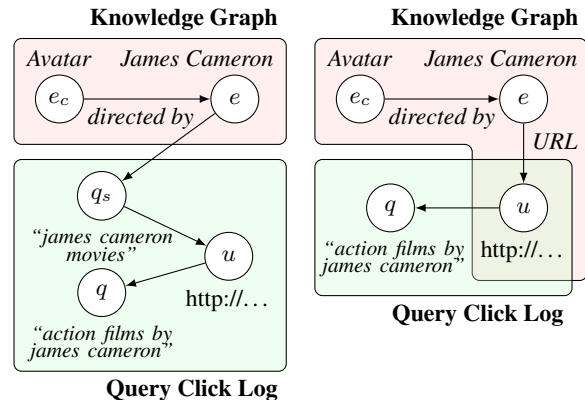 Knowledge Graph
Avatar James Cameron
e_c e
directed by
q_s
“james cameron
movies”
u
q
http://...
“action films by
james cameron”
Query Click Log
Knowledge Graph
Avatar James Cameron
e_c e
directed by
URL
q u
“action films by
james cameron”
http://...
Query Click Log